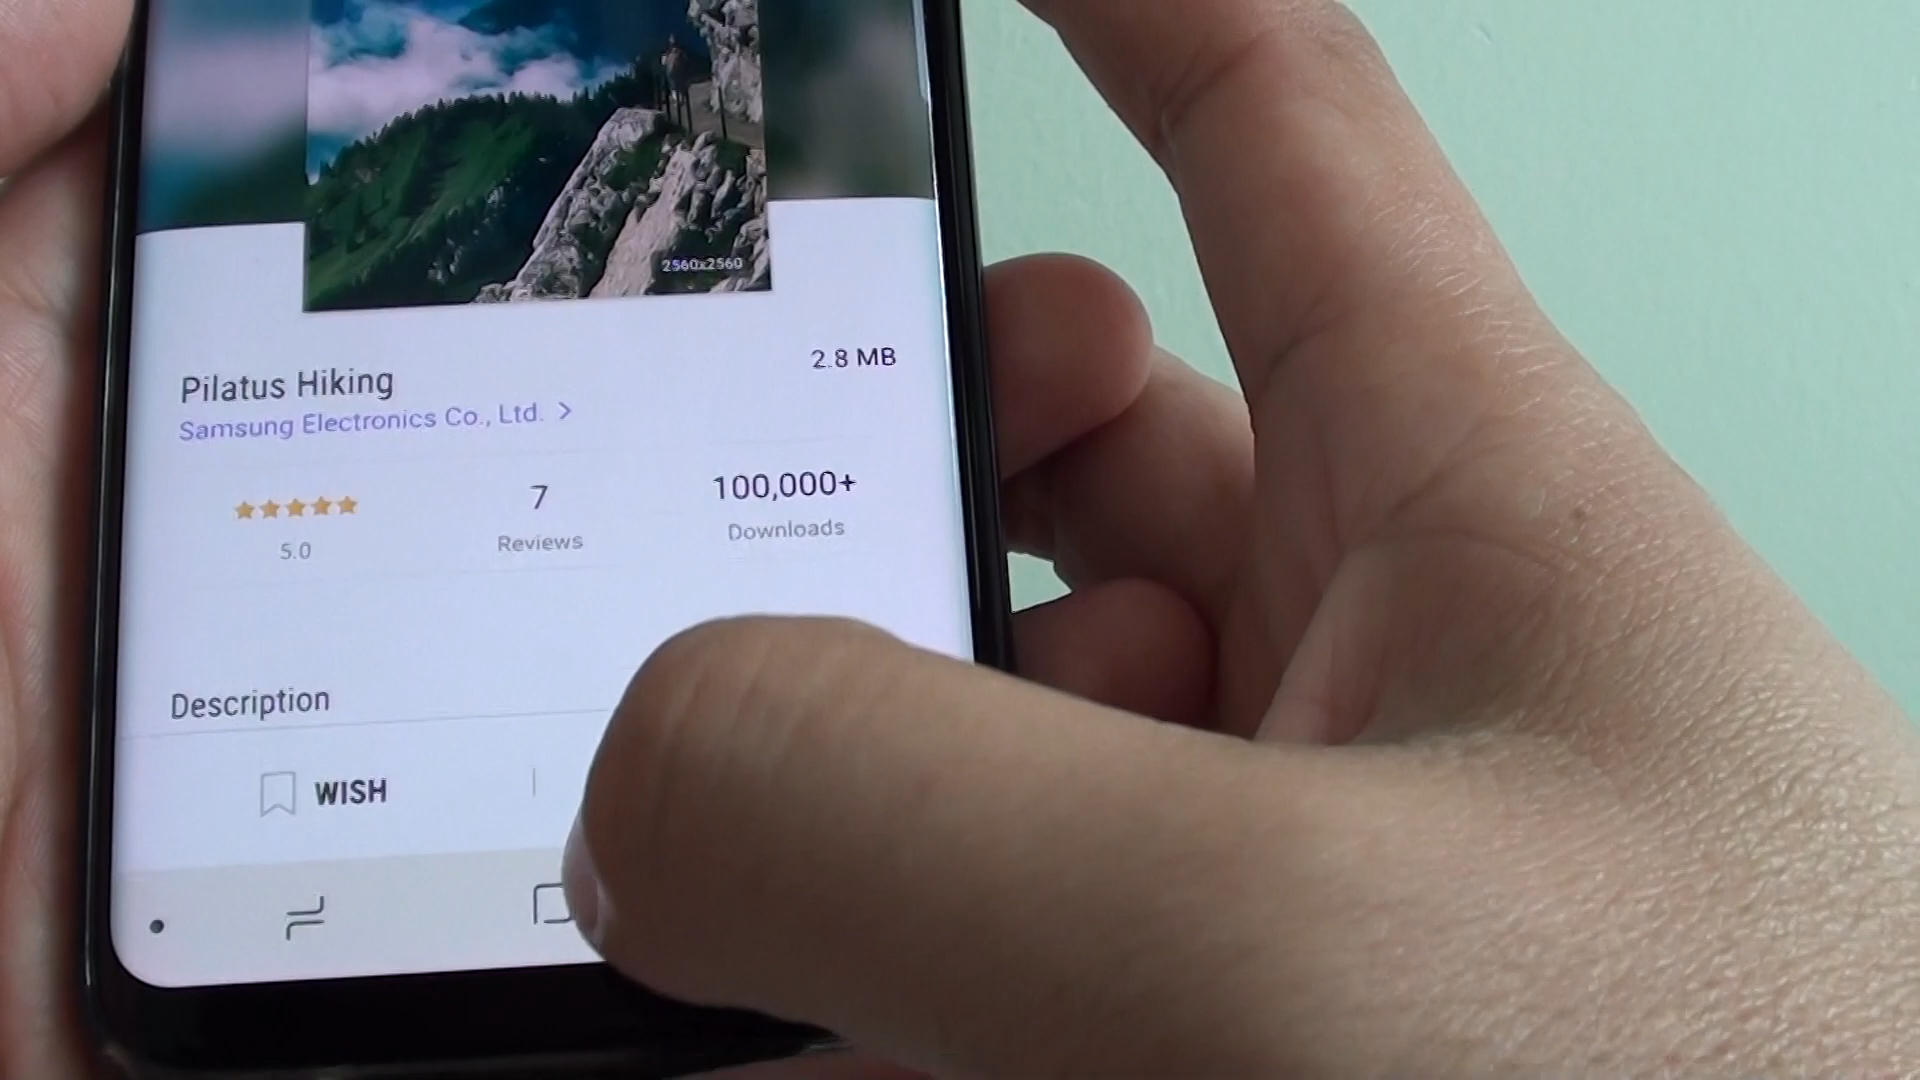 2560x2560
Pilatus Hiking
2.8 MB
Samsung Electronics Co., Ltd.
5.0
7
Reviews
100,000+
Downloads
Description
WISH